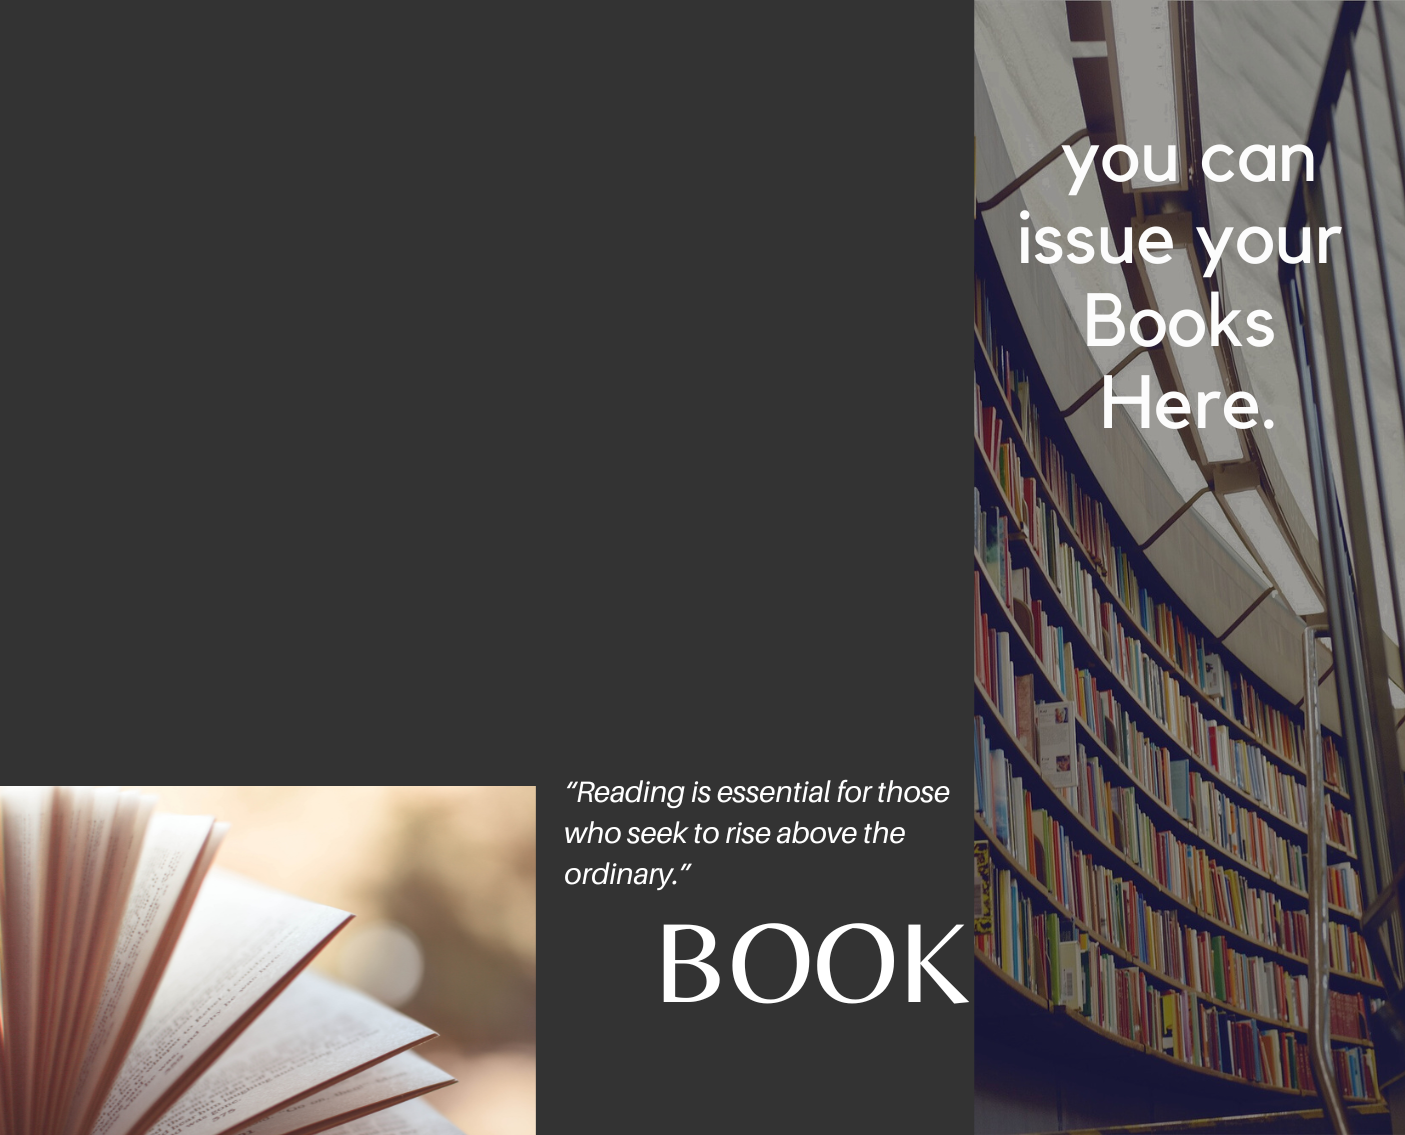 you can
issue your
Books
Here.
“Reading is essential for those
who seek to rise above the
ordinary.”
BOOK